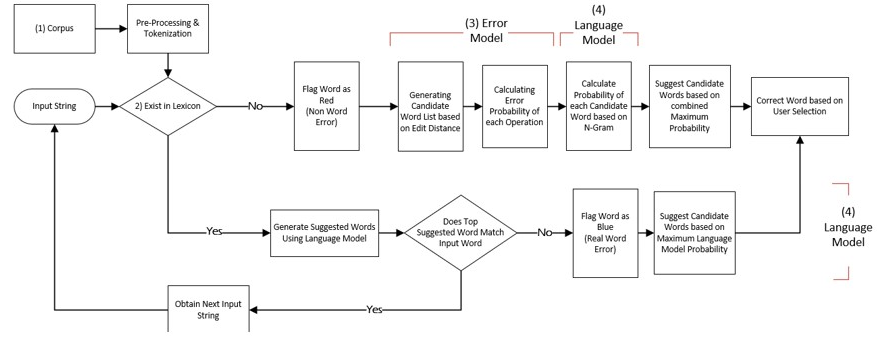 (1) Corpus
Pre-Processing &
Tokenization
(3) Error
Model
(4)
Language
Model
Input String
2) Exist in Lexicon
No
Flag Word as
Red
(Non Word
Error)
Generating
Candidate
Word List based
on Edit Distance
Calculating
Error
Probability of
each Operation
Calculate
Probability of
each Candidate
Word based on
N-Gram
Suggest Candidate
Words based on
combined
Maximum
Probability
Correct Word based on
User Selection
Yes
Generate Suggested Words
Using Language Model
Does Top
Suggested Word Match
Input Word
No
Flag Word as
Blue
(Real Word
Error)
Suggest Candidate
Words based on
Maximum Language
Model Probability
(4)
Language
Model
Obtain Next Input
String
Yes